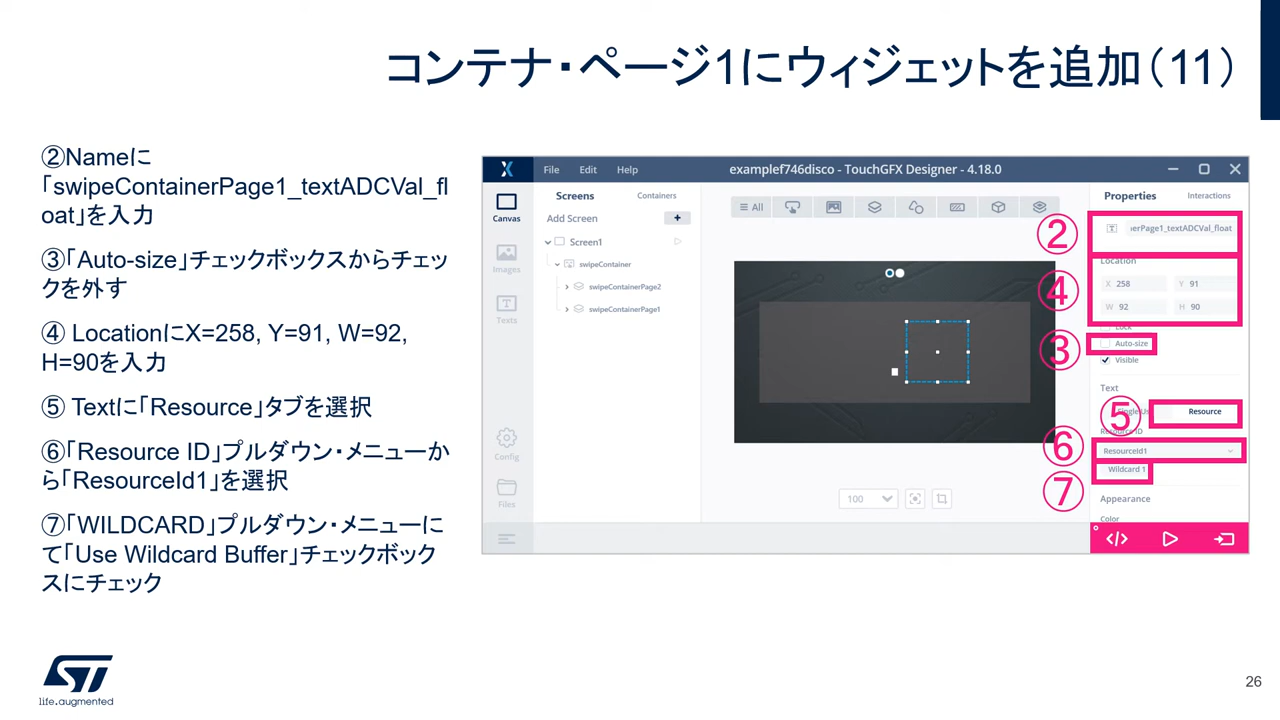 コンテナ・ページ1にウィジェットを追加（11）
②Nameに
「swipeContainerPage1_textADCVal_fl
oat」を入力
③「Auto-size」チェックボックスからチェッ
クを外す
④ LocationにX=258, Y=91, W=92,
H=90を入力
⑤ Textに「Resource」タブを選択
⑥「Resource ID」プルダウン・メニューか
ら「ResourceId1」を選択
⑦「WILDCARD」プルダウン・メニューに
て「Use Wildcard Buffer」チェックボック
スにチェック
File Edit Help examplef746disco - TouchGFX Designer - 4.18.0
Canvas
Images
Texts
Config
Files
Screens Containers
Add Screen +
Screen1
swipeContainer
swipeContainerPage2
swipeContainerPage1
All
100
Properties Interactions
② erPage1_textADCVal_float
Location
④ X 258 Y 91
W 92 H 90
Lock
③ Auto-size
Visible
Text
⑤ Resource
Resource ID
⑥ ResourceId1
⑦ Wildcard 1
Appearance
Color
ST
life.augmented
26